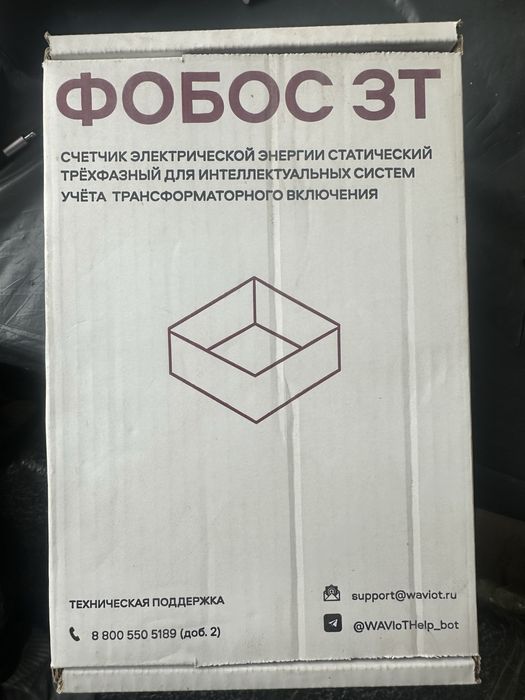 ФОБОС 3Т
СЧЕТЧИК ЭЛЕКТРИЧЕСКОЙ ЭНЕРГИИ СТАТИЧЕСКИЙ
ТРЁХФАЗНЫЙ ДЛЯ ИНТЕЛЛЕКТУАЛЬНЫХ СИСТЕМ
УЧЁТА ТРАНСФОРМАТОРНОГО ВКЛЮЧЕНИЯ
ТЕХНИЧЕСКАЯ ПОДДЕРЖКА
8 800 550 5189 (доб. 2)
support@waviot.ru
@WAVIoTHelp_bot